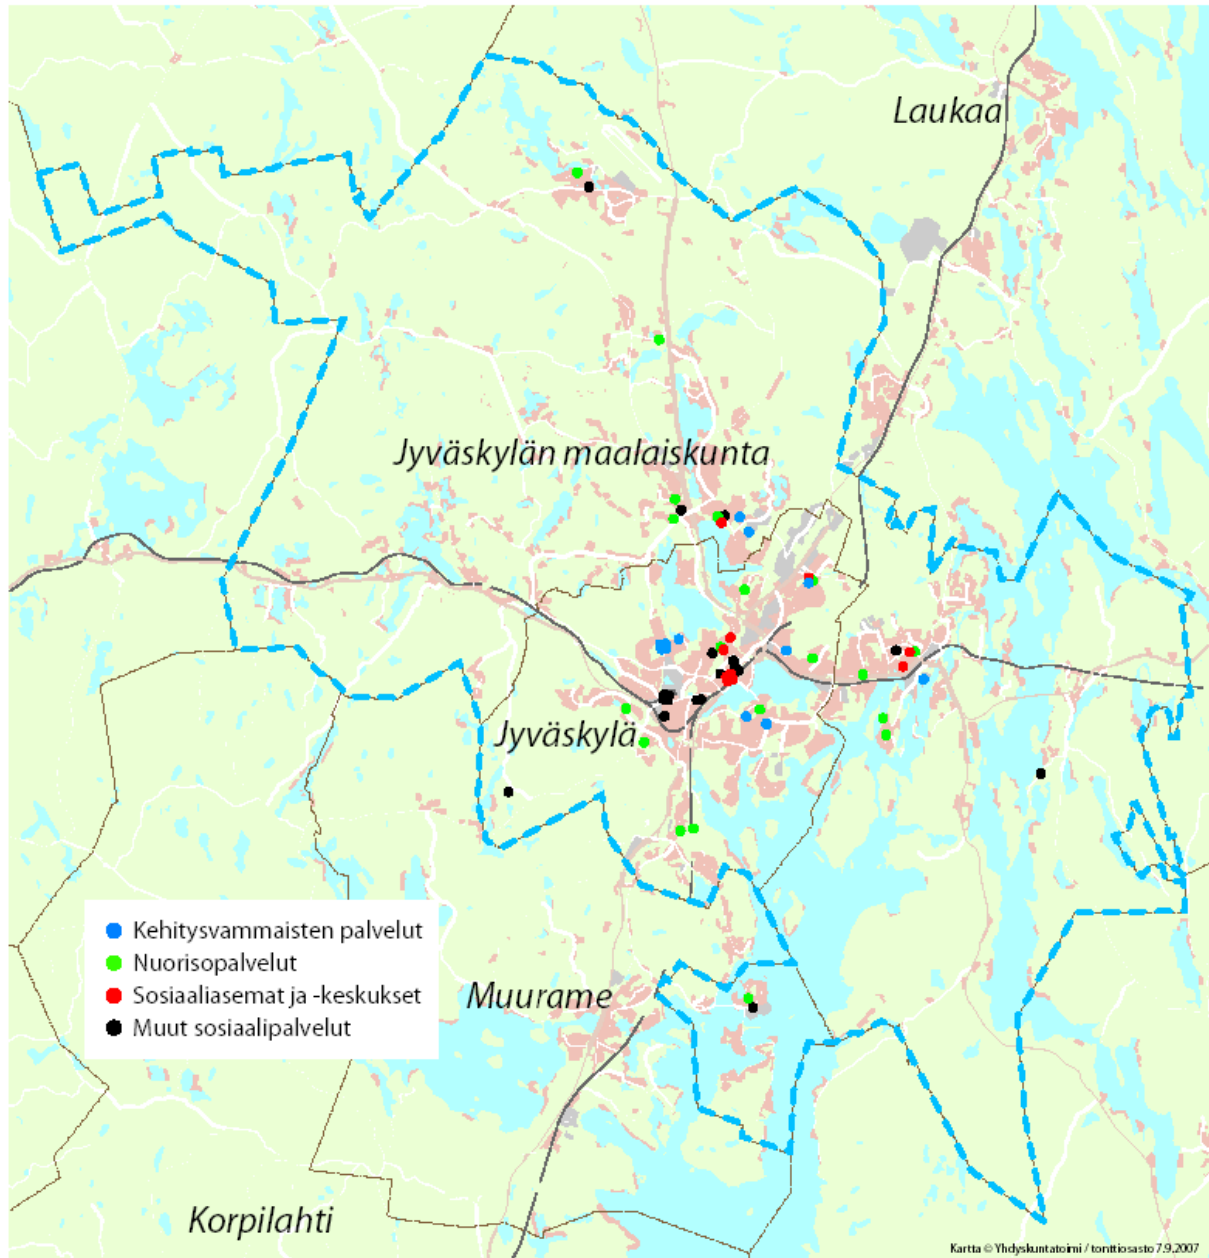 Laukaa
Jyväskylän maalaiskunta
Jyväskylä
Kehitysvammaisten palvelut
Nuorisopalvelut
Sosiaaliasemat ja -keskukset
Muut sosiaalipalvelut
Muurame
Korpilahti
Kartta © Yhdyskuntatoimi / tonttiosasto 7.9.2007